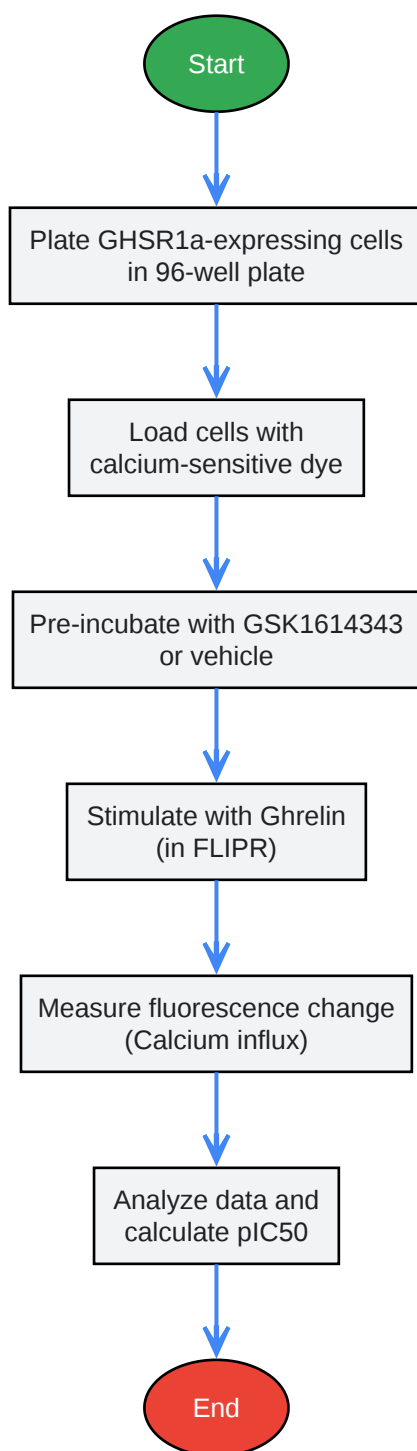 Start
Plate GHSR1a-expressing cells
in 96-well plate
Load cells with
calcium-sensitive dye
Pre-incubate with GSK1614343
or vehicle
Stimulate with Ghrelin
(in FLIPR)
Measure fluorescence change
(Calcium influx)
Analyze data and
calculate pIC50
End